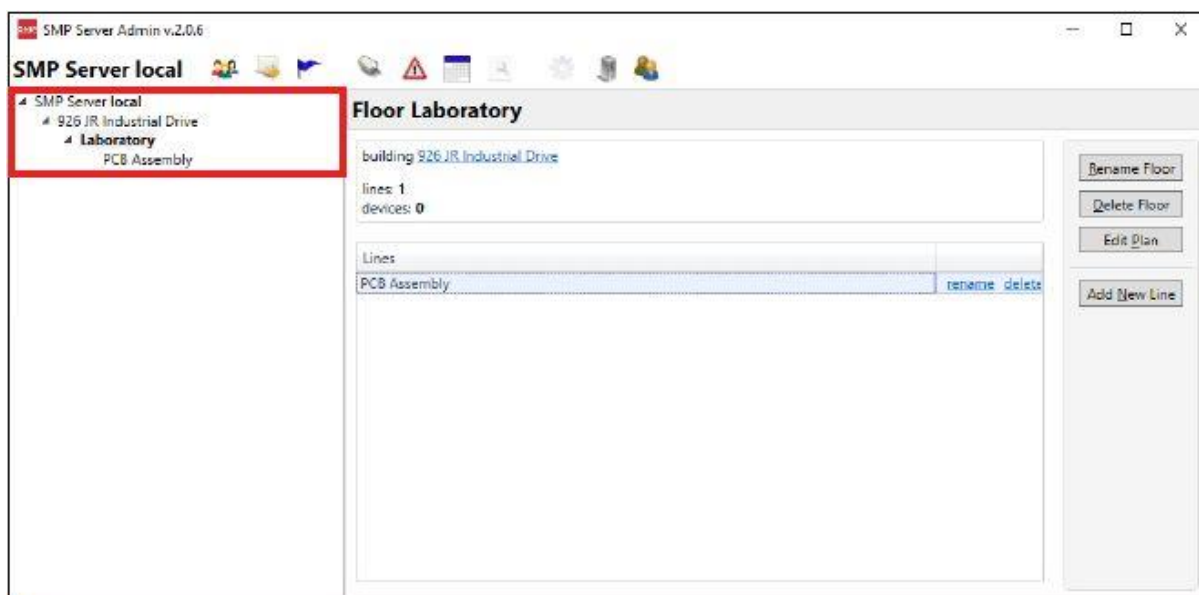 SMP Server Admin v.2.0.6
SMP Server local
SMP Server local
926 JR Industrial Drive
Laboratory
PCB Assembly
Floor Laboratory
building 926 JR Industrial Drive
lines: 1
devices: 0
Lines
PCB Assembly rename delete
Rename Floor
Delete Floor
Edit Plan
Add New Line